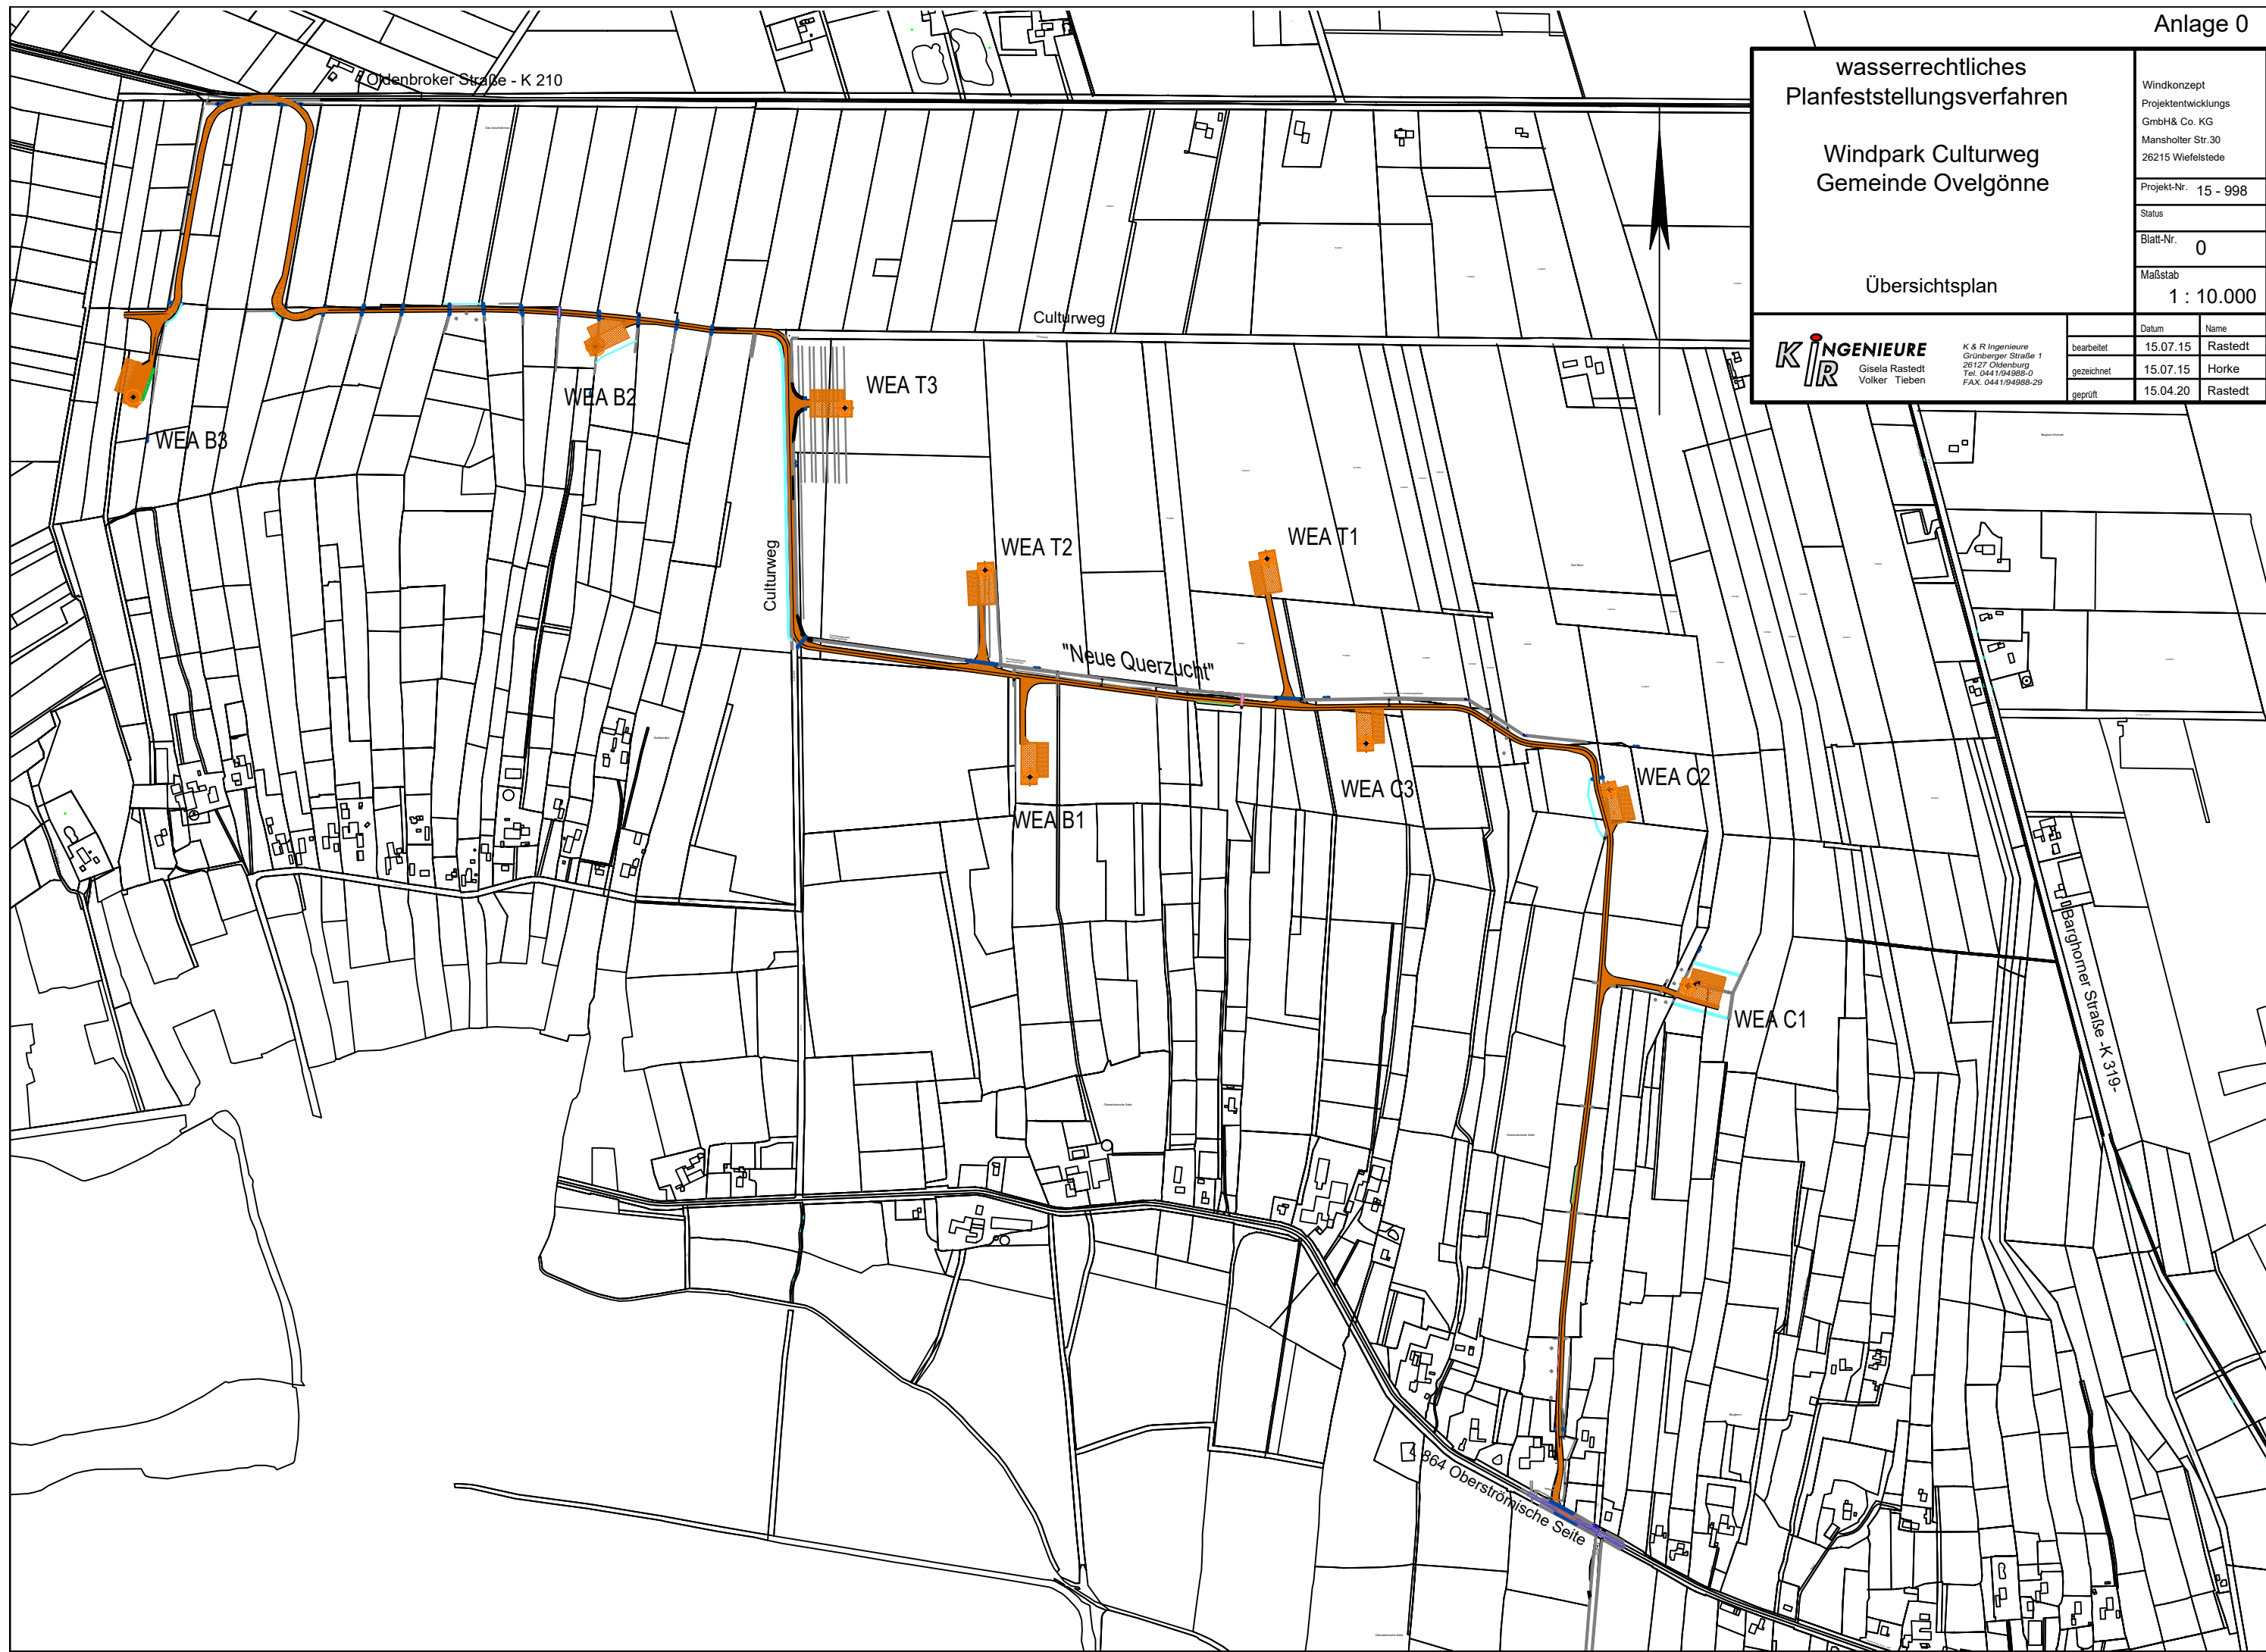 Anlage 0
wasserrechtliches
Planfeststellungsverfahren
Windpark Culturweg
Gemeinde Ovelgönne
Übersichtsplan
Windkonzept
Projektentwicklungs
GmbH& Co. KG
Mansholter Str.30
26215 Wiefelstede
Projekt-Nr. 15 - 998
Status
Blatt-Nr. 0
Maßstab
1 : 10.000
K R INGENIEURE
Gisela Rastedt
Volker Tieben
K & R Ingenieure
Grünberger Straße 1
26127 Oldenburg
Tel. 0441/94988-0
FAX. 0441/94988-29
Datum Name
bearbeitet 15.07.15 Rastedt
gezeichnet 15.07.15 Horke
geprüft 15.04.20 Rastedt
Oldenbroker Straße - K 210
Culturweg
WEA B2
WEA T3
WEA B3
Culturweg
WEA T2
WEA T1
"Neue Querzucht"
WEA C2
WEA C3
WEA B1
WEA C1
Barghorner Straße -K 319-
L 864 Oberströmische Seite